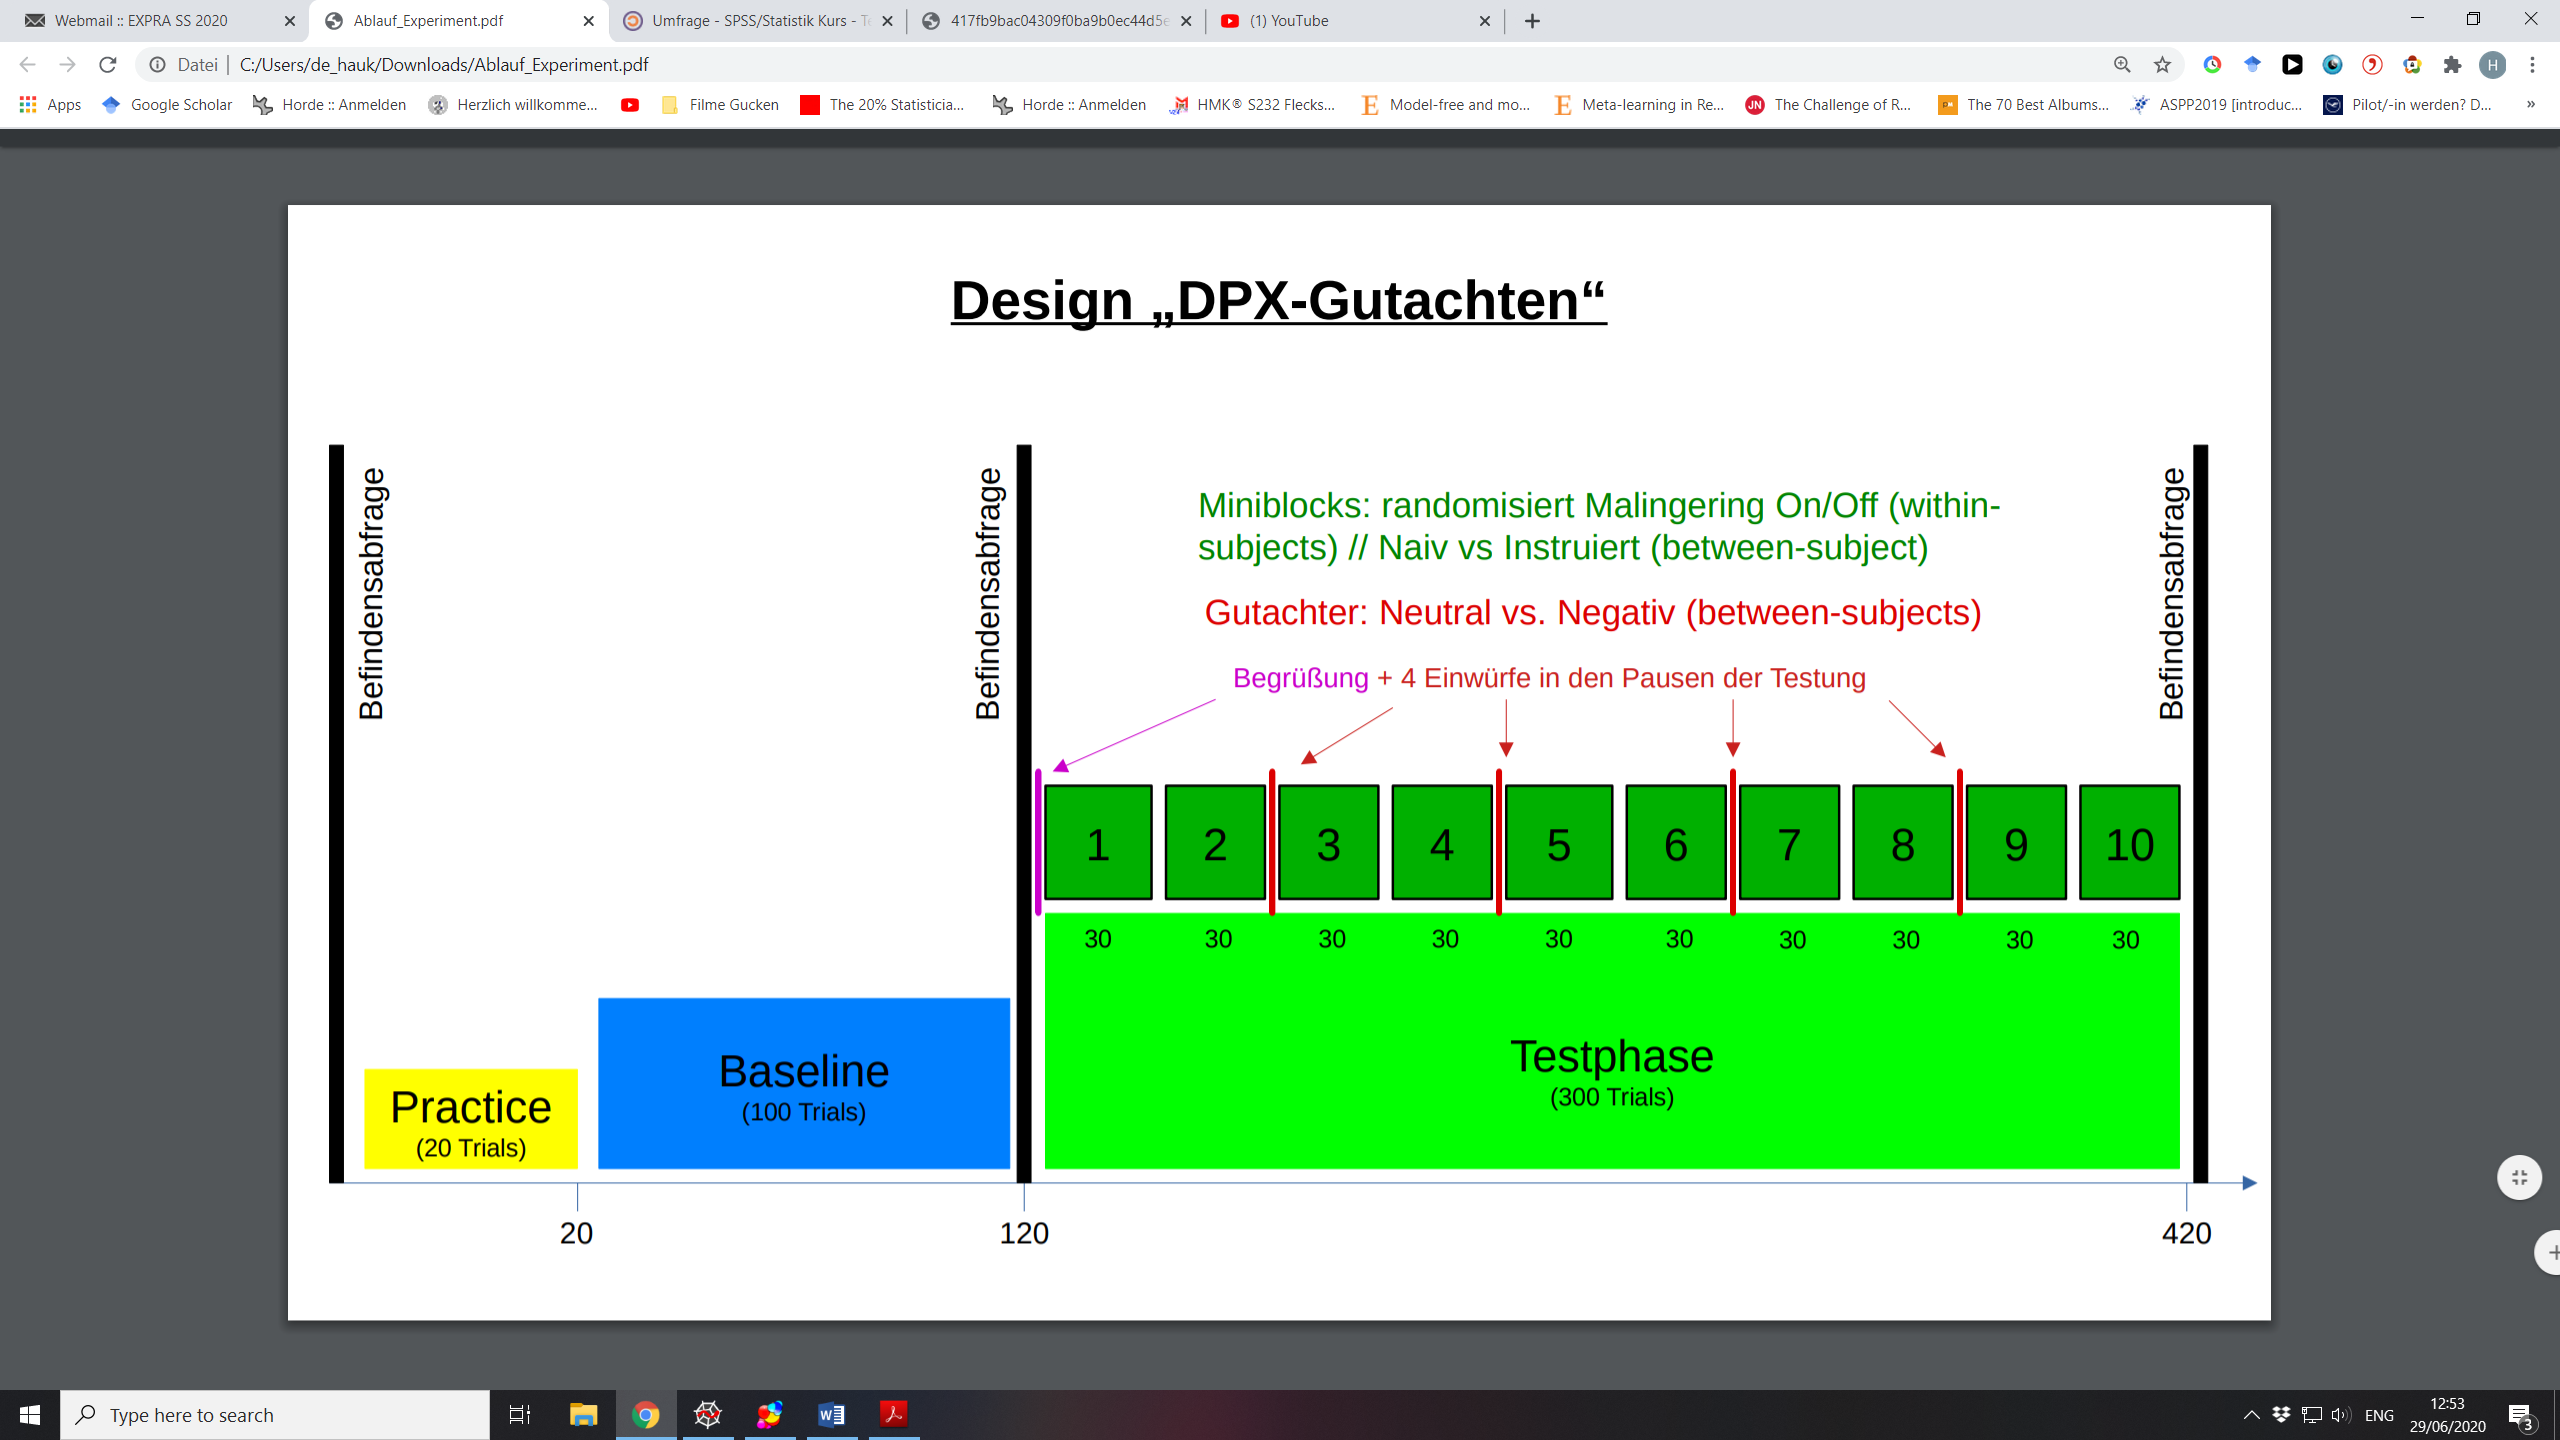 Webmail :: EXPRA SS 2020
Ablauf_Experiment.pdf
Umfrage - SPSS/Statistik Kurs - Te
417fb9bac04309f0ba9b0ec44d5e
(1) YouTube
Datei | C:/Users/de_hauk/Downloads/Ablauf_Experiment.pdf
H
Apps
Google Scholar
Horde :: Anmelden
Herzlich willkomme...
Filme Gucken
The 20% Statisticia...
Horde :: Anmelden
HMK® S232 Flecks...
Model-free and mo...
Meta-learning in Re...
JN
The Challenge of R...
The 70 Best Albums...
ASPP2019 [introduc...
Pilot/-in werden? D...
»
Design „DPX-Gutachten“
Befindensabfrage
Befindensabfrage
Befindensabfrage
Miniblocks: randomisiert Malingering On/Off (within-
subjects) // Naiv vs Instruiert (between-subject)
Gutachter: Neutral vs. Negativ (between-subjects)
Begrüßung + 4 Einwürfe in den Pausen der Testung
1 2 3 4 5 6 7 8 9 10
30 30 30 30 30 30 30 30 30 30
Testphase
(300 Trials)
Baseline
(100 Trials)
Practice
(20 Trials)
20 120 420
Type here to search
ENG
12:53
29/06/2020
3